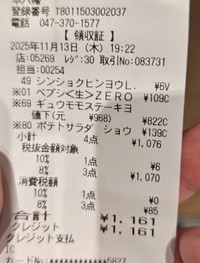 登録番号 T8011503002037
電話 047-370-1577
【 領収証 】
2025年11月13日 (木) 19:22
店:05269 レジ:30 取引No:083731
担当:00254
49 シンショクヒンヨウL. ¥6V
※01 ペプシ<生>ZERO ¥109C
※69 ギュウモモステーキヨ
値下(元 ¥968) ¥822C
※80 ポテトサラダ ショウ ¥139C
小計 4点 ¥1,076
税抜金額対象
10% 1点 ¥6
8% 3点 ¥1,070
消費税
10% ¥0
8% ¥85
合計 ¥1,161
クレジット ¥1,161
クレジット支払
IC